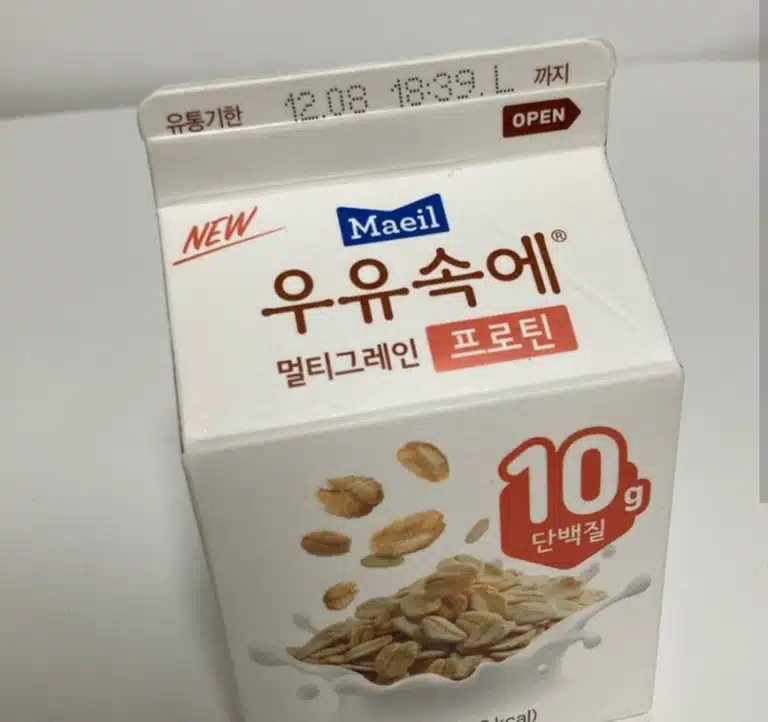 유통기한 12.08 18:39. L 까지
OPEN
NEW
Maeil
우유속에®
멀티그레인 프로틴
10g
단백질
kcal)